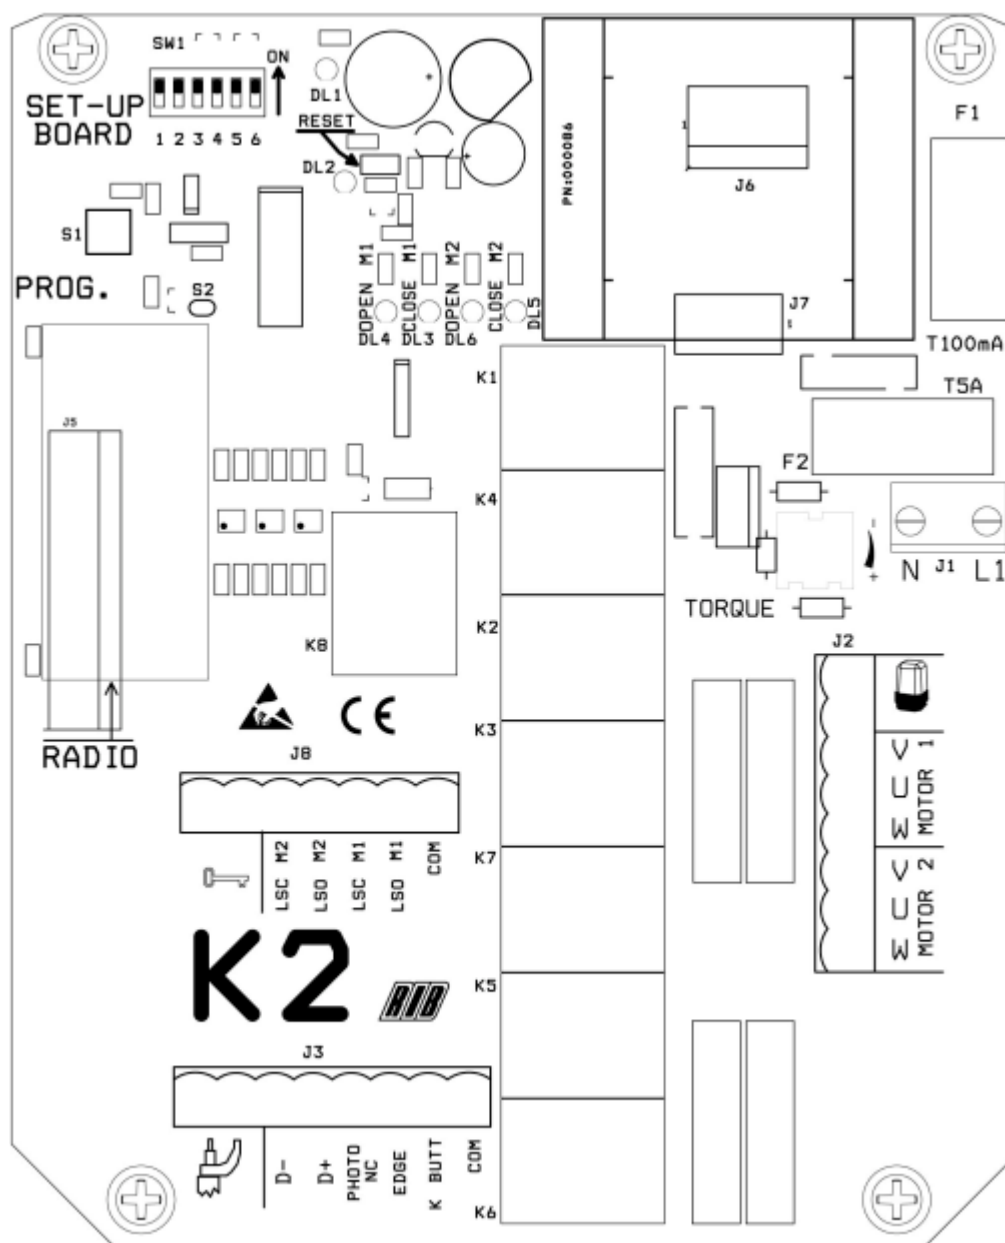 SW1
ON
SET-UP
BOARD
1 2 3 4 5 6
DL1
RESET
DL2
PN:000086
1
J6
F1
S1
PROG.
S2
OPEN M1
CLOSE M1
OPEN M2
CLOSE M2
DL4
DL3
DL6
DL5
J7
T100mA
K1
T5A
J5
F2
K4
N
J1
L1
-
+
TORQUE
K2
K8
J2
CE
K3
RADIO
J8
V
U
W
MOTOR 1
K7
LSC M2
LSO M2
LSC M1
LSO M1
COM
V
U
W
MOTOR 2
K2
RIB
K5
J3
D-
D+
PHOTO
NC
EDGE
K BUTT
COM
K6